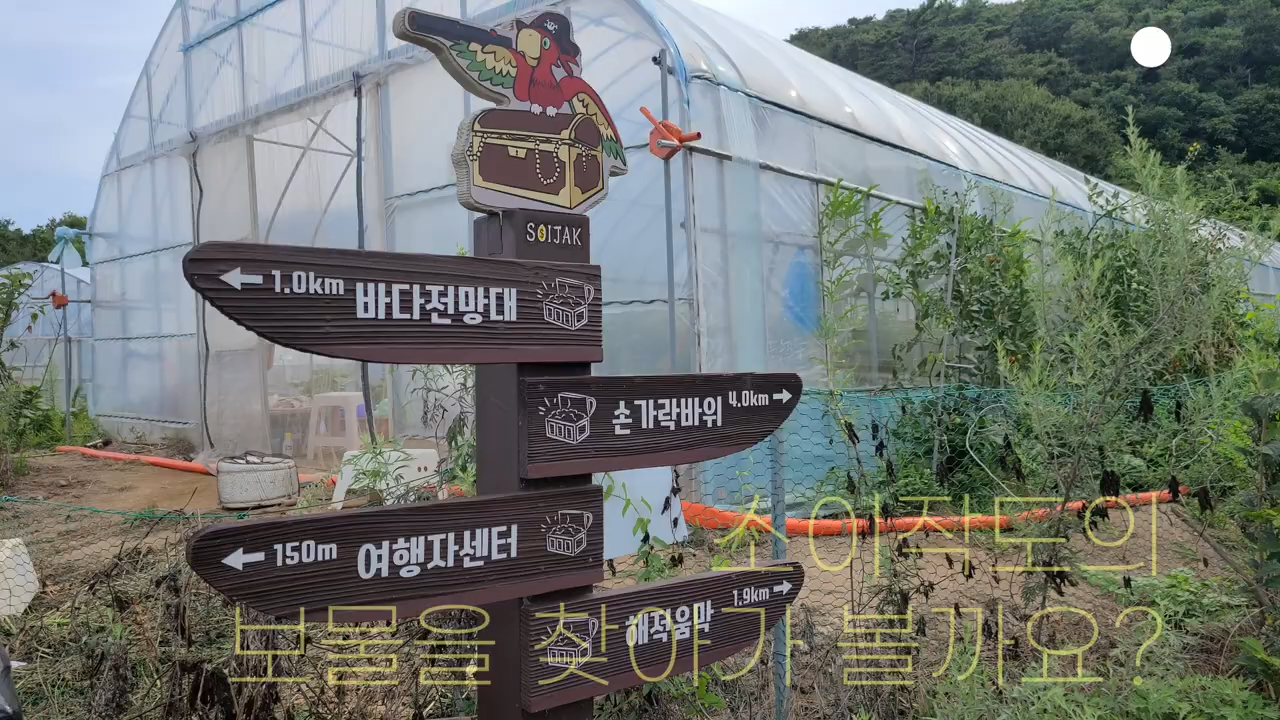 SOIJAK
1.0km 바다전망대
손가락바위 4.0km
150m 여행자센터
해적움막 1.9km
소이작도의
보물을 찾아가 볼까요?